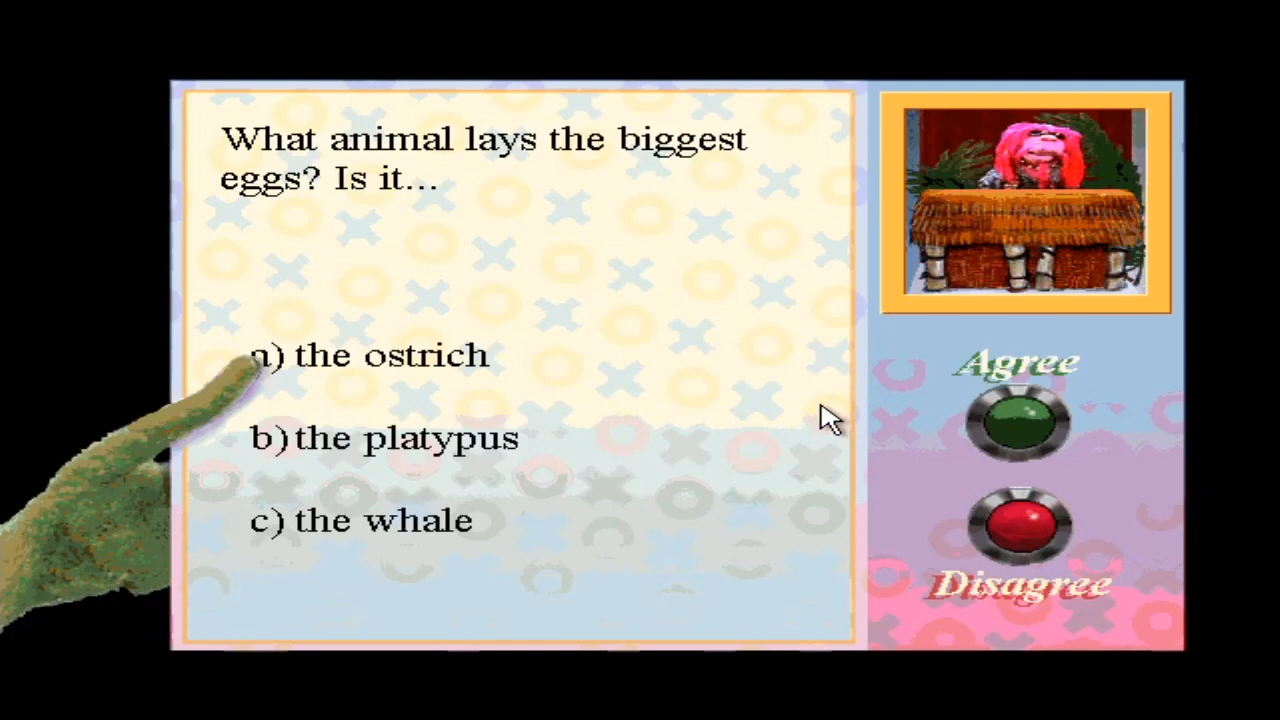 What animal lays the biggest
eggs? Is it...
a) the ostrich
b) the platypus
c) the whale
Agree
Disagree